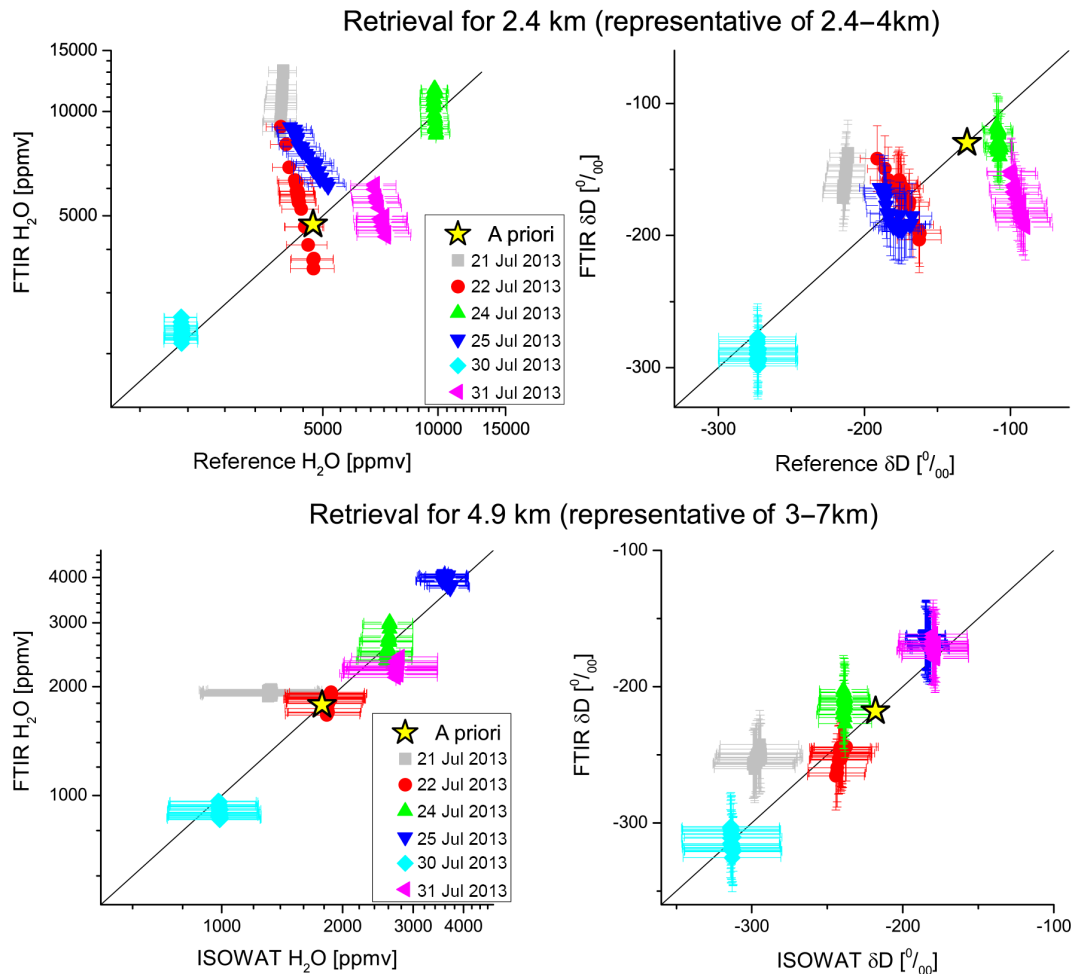 Retrieval for 2.4 km (representative of 2.4–4km)
15000
10000
5000
FTIR H₂O [ppmv]
5000 10000 15000
Reference H₂O [ppmv]
A priori
21 Jul 2013
22 Jul 2013
24 Jul 2013
25 Jul 2013
30 Jul 2013
31 Jul 2013
-100
-200
-300
FTIR δD [⁰/₀₀]
-300 -200 -100
Reference δD [⁰/₀₀]
Retrieval for 4.9 km (representative of 3–7km)
4000
3000
2000
1000
FTIR H₂O [ppmv]
1000 2000 3000 4000
ISOWAT H₂O [ppmv]
A priori
21 Jul 2013
22 Jul 2013
24 Jul 2013
25 Jul 2013
30 Jul 2013
31 Jul 2013
-100
-200
-300
FTIR δD [⁰/₀₀]
-300 -200 -100
ISOWAT δD [⁰/₀₀]